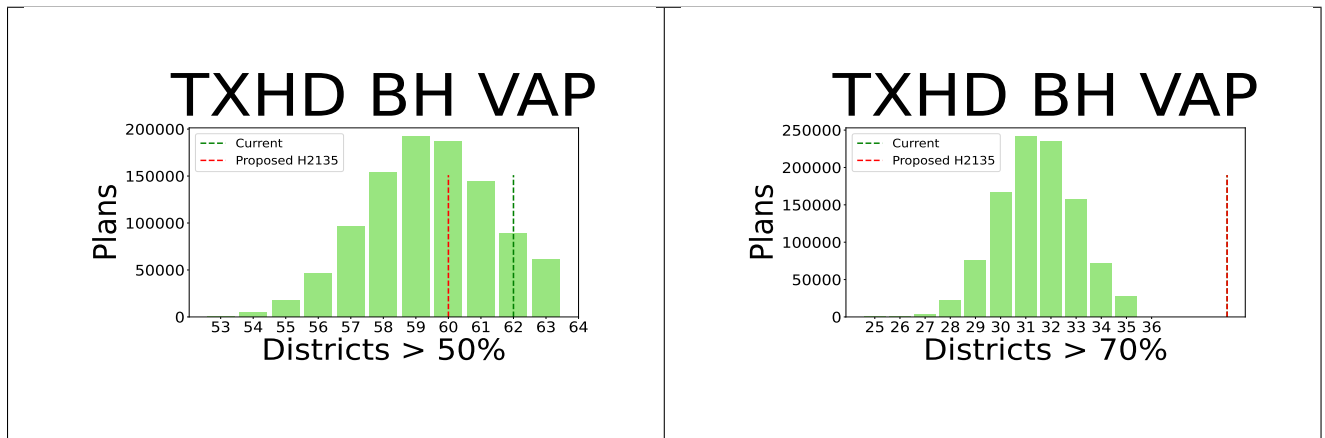 TXHD BH VAP
200000
150000
100000
50000
0
Plans
Current
Proposed H2135
53 54 55 56 57 58 59 60 61 62 63 64
Districts > 50%
TXHD BH VAP
250000
200000
150000
100000
50000
0
Plans
Current
Proposed H2135
25 26 27 28 29 30 31 32 33 34 35 36
Districts > 70%